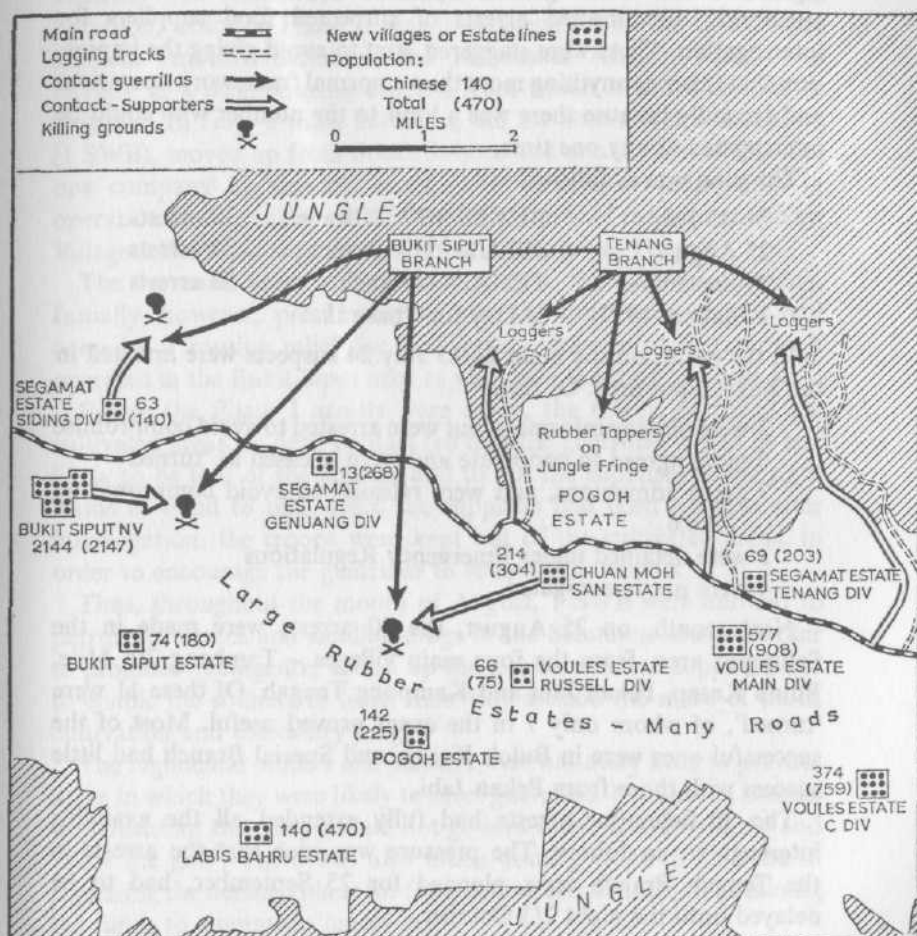 Main road
Logging tracks
Contact guerrillas
Contact-Supporters
Killing grounds
New villages or Estate lines
Population:
Chinese 140
Total (470)
MILES
0 1 2
JUNGLE
BUKIT SIPUT
BRANCH
TENANG
BRANCH
Loggers
Loggers
Loggers
SEGAMAT
ESTATE
SIDING DIV
63
(140)
Rubber Tappers
on
Jungle Fringe
POGOH
ESTATE
13(268)
SEGAMAT
ESTATE
GENUANG DIV
BUKIT SIPUT NV
2144 (2147)
214
(304)
CHUAN MOH
SAN ESTATE
69 (203)
SEGAMAT ESTATE
TENANG DIV
74 (180)
BUKIT SIPUT ESTATE
Large Rubber Estates - Many roads
66
(75)
VOULES ESTATE
RUSSELL DIV
577
(908)
VOULES ESTATE
MAIN DIV
142
(225)
POGOH ESTATE
374
(759)
VOULES ESTATE
C DIV
140 (470)
LABIS BAHRU ESTATE
JUNGLE